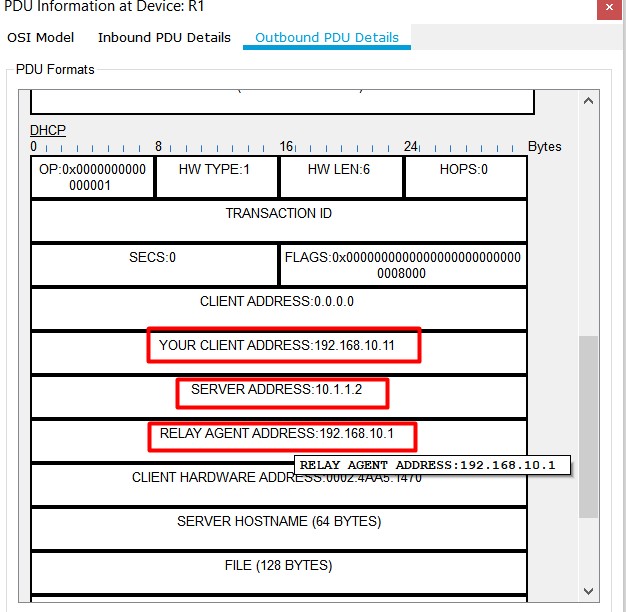 PDU Information at Device: R1
OSI Model Inbound PDU Details Outbound PDU Details
PDU Formats
DHCP
0 8 16 24 Bytes
OP:0x0000000000
000001
HW TYPE:1
HW LEN:6
HOPS:0
TRANSACTION ID
SECS:0
FLAGS:0x0000000000000000000000000
0008000
CLIENT ADDRESS:0.0.0.0
YOUR CLIENT ADDRESS:192.168.10.11
SERVER ADDRESS:10.1.1.2
RELAY AGENT ADDRESS:192.168.10.1
RELAY AGENT ADDRESS:192.168.10.1
CLIENT HARDWARE ADDRESS:0002.4AA5.1470
SERVER HOSTNAME (64 BYTES)
FILE (128 BYTES)